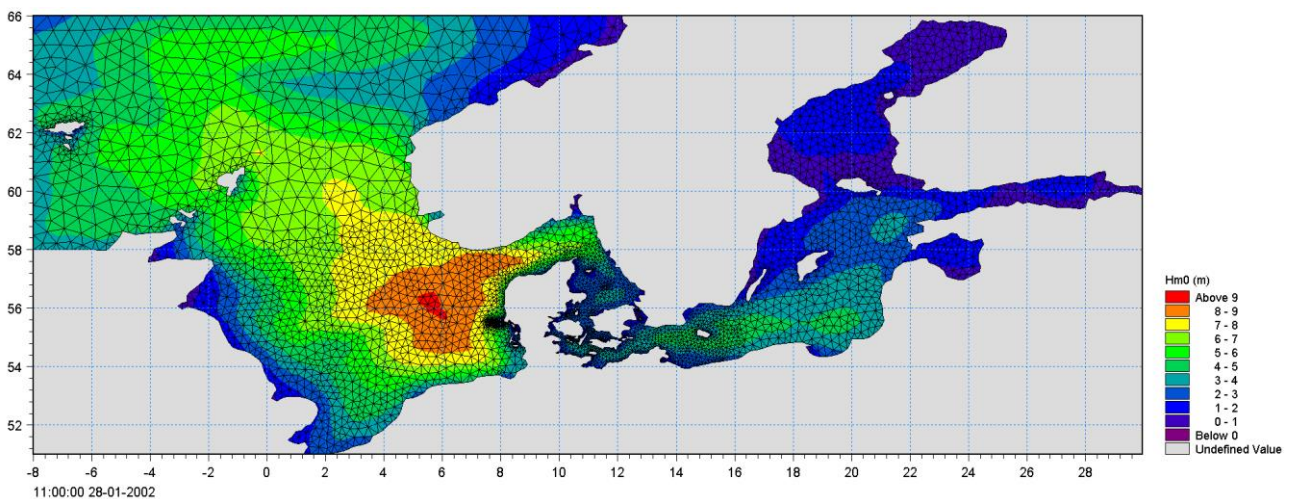 66
64
62
60
58
56
54
52
-8 -6 -4 -2 0 2 4 6 8 10 12 14 16 18 20 22 24 26 28
11:00:00 28-01-2002
Hm0 (m)
Above 9
8 - 9
7 - 8
6 - 7
5 - 6
4 - 5
3 - 4
2 - 3
1 - 2
0 - 1
Below 0
Undefined Value